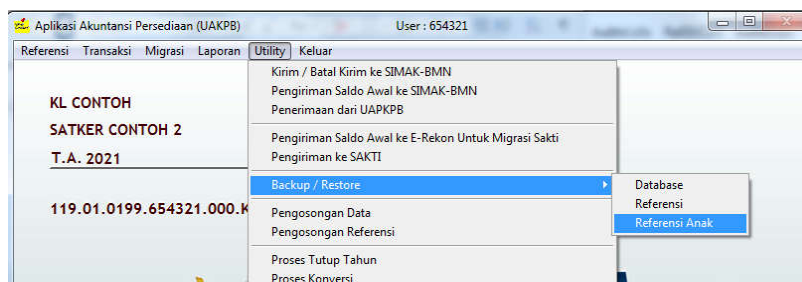 Aplikasi Akuntansi Persediaan (UAKPB) User : 654321
Referensi Transaksi Migrasi Laporan Utility Keluar
Kirim / Batal Kirim ke SIMAK-BMN
Pengiriman Saldo Awal ke SIMAK-BMN
Penerimaan dari UAPKPB
Pengiriman Saldo Awal ke E-Rekon Untuk Migrasi Sakti
Pengiriman ke SAKTI
Backup / Restore
Pengosongan Data
Pengosongan Referensi
Proses Tutup Tahun
Proses Konversi
Database
Referensi
Referensi Anak
KL CONTOH
SATKER CONTOH 2
T.A. 2021
119.01.0199.654321.000.K